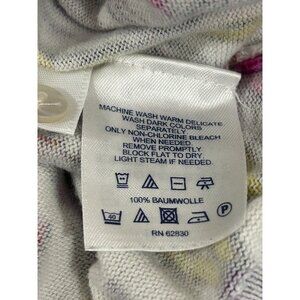 MACHINE WASH WARM DELICATE
WASH DARK COLORS
SEPARATELY
ONLY NON-CHLORINE BLEACH
WHEN NEEDED.
REMOVE PROMPTLY
BLOCK FLAT TO DRY.
LIGHT STEAM IF NEEDED.
100% BAUMWOLLE
P
RN 62830